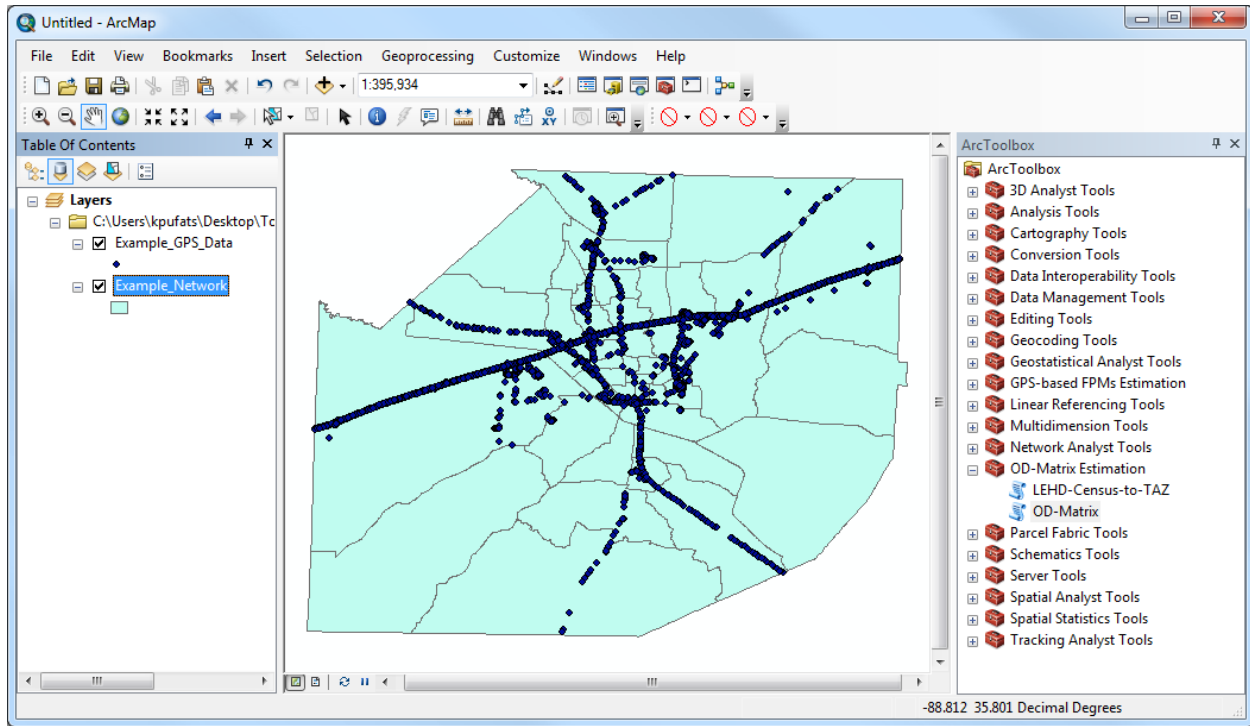 Untitled - ArcMap
File Edit View Bookmarks Insert Selection Geoprocessing Customize Windows Help
1:395,934
XY
Table Of Contents
Layers
C:\Users\kpufats\Desktop\Tc
Example_GPS_Data
Example_Network
ArcToolbox
ArcToolbox
3D Analyst Tools
Analysis Tools
Cartography Tools
Conversion Tools
Data Interoperability Tools
Data Management Tools
Editing Tools
Geocoding Tools
Geostatistical Analyst Tools
GPS-based FPMs Estimation
Linear Referencing Tools
Multidimension Tools
Network Analyst Tools
OD-Matrix Estimation
LEHD-Census-to-TAZ
OD-Matrix
Parcel Fabric Tools
Schematics Tools
Server Tools
Spatial Analyst Tools
Spatial Statistics Tools
Tracking Analyst Tools
-88.812 35.801 Decimal Degrees